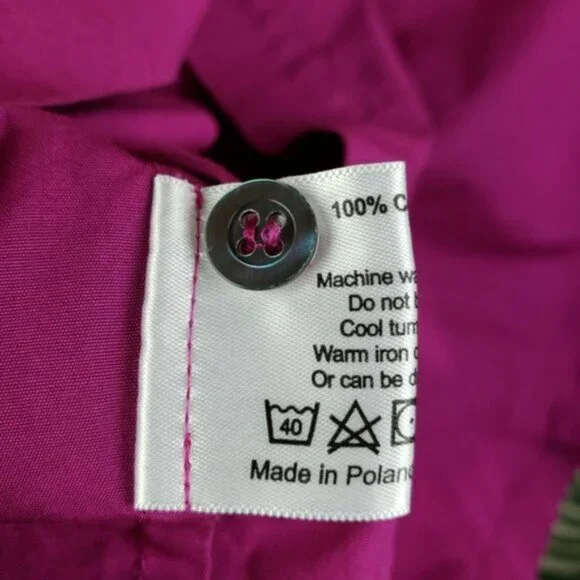 100% C
Machine wa
Do not b
Cool tum
Warm iron
Or can be d
40
Made in Polan